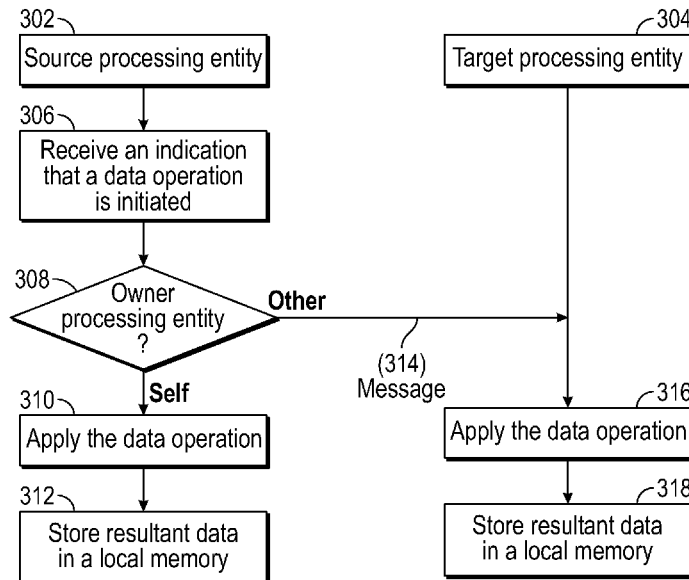 302
Source processing entity
304
Target processing entity
306
Receive an indication
that a data operation
is initiated
308
Owner
processing entity
?
Other
(314)
Message
Self
310
Apply the data operation
316
Apply the data operation
312
Store resultant data
in a local memory
318
Store resultant data
in a local memory